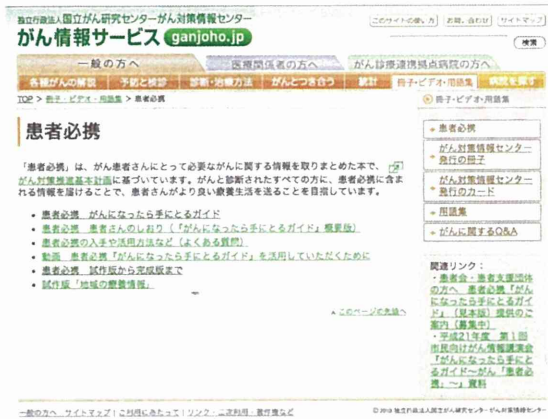 独立行政法人国立がん研究センターがん対策情報センター
がん情報サービス ganjoho.jp
このサイトの使い方 お問い合わせ サイトマップ
検索
一般の方へ 医療関係者の方へ がん診療連携拠点病院の方へ
各種がんの解説 予防と検診 診断・治療方法 がんとつき合う 統計 冊子・ビデオ・用語集 病院を探す
TOP > 冊子・ビデオ・用語集 > 患者必携
冊子・ビデオ・用語集
患者必携
「患者必携」は、がん患者さんにとって必要ながんに関する情報を取りまとめた本で、
がん対策推進基本計画に基づいています。がんと診断されたすべての方に、患者必携に含ま
れる情報を届けることで、患者さんがより良い療養生活を送ることを目指しています。
・患者必携 がんになったら手にとるガイド
・患者必携 患者さんのしおり(『がんになったら手にとるガイド』概要版)
・患者必携の入手や活用方法など(よくある質問)
・動画 患者必携『がんになったら手にとるガイド』を活用していただくために
・患者必携 試作版から完成版まで
・試作版「地域の療養情報」
▲このページの先頭へ
患者必携
がん対策情報センター
発行の冊子
がん対策情報センター
発行のカード
用語集
がんに関するQ&A
関連リンク:
・患者会・患者支援団体
の方へ 患者必携『がん
になったら手にとるガイ
ド』(見本版)提供のご
案内(募集中)
・平成21年度 第1回
市民向けがん情報講演会
『がんになったら手にと
るガイド~がん「患者必
携」~』資料
一般の方へ サイトマップ | ご利用にあたって | リンク・二次利用・著作権など
© 2010 独立行政法人国立がん研究センターがん対策情報センター